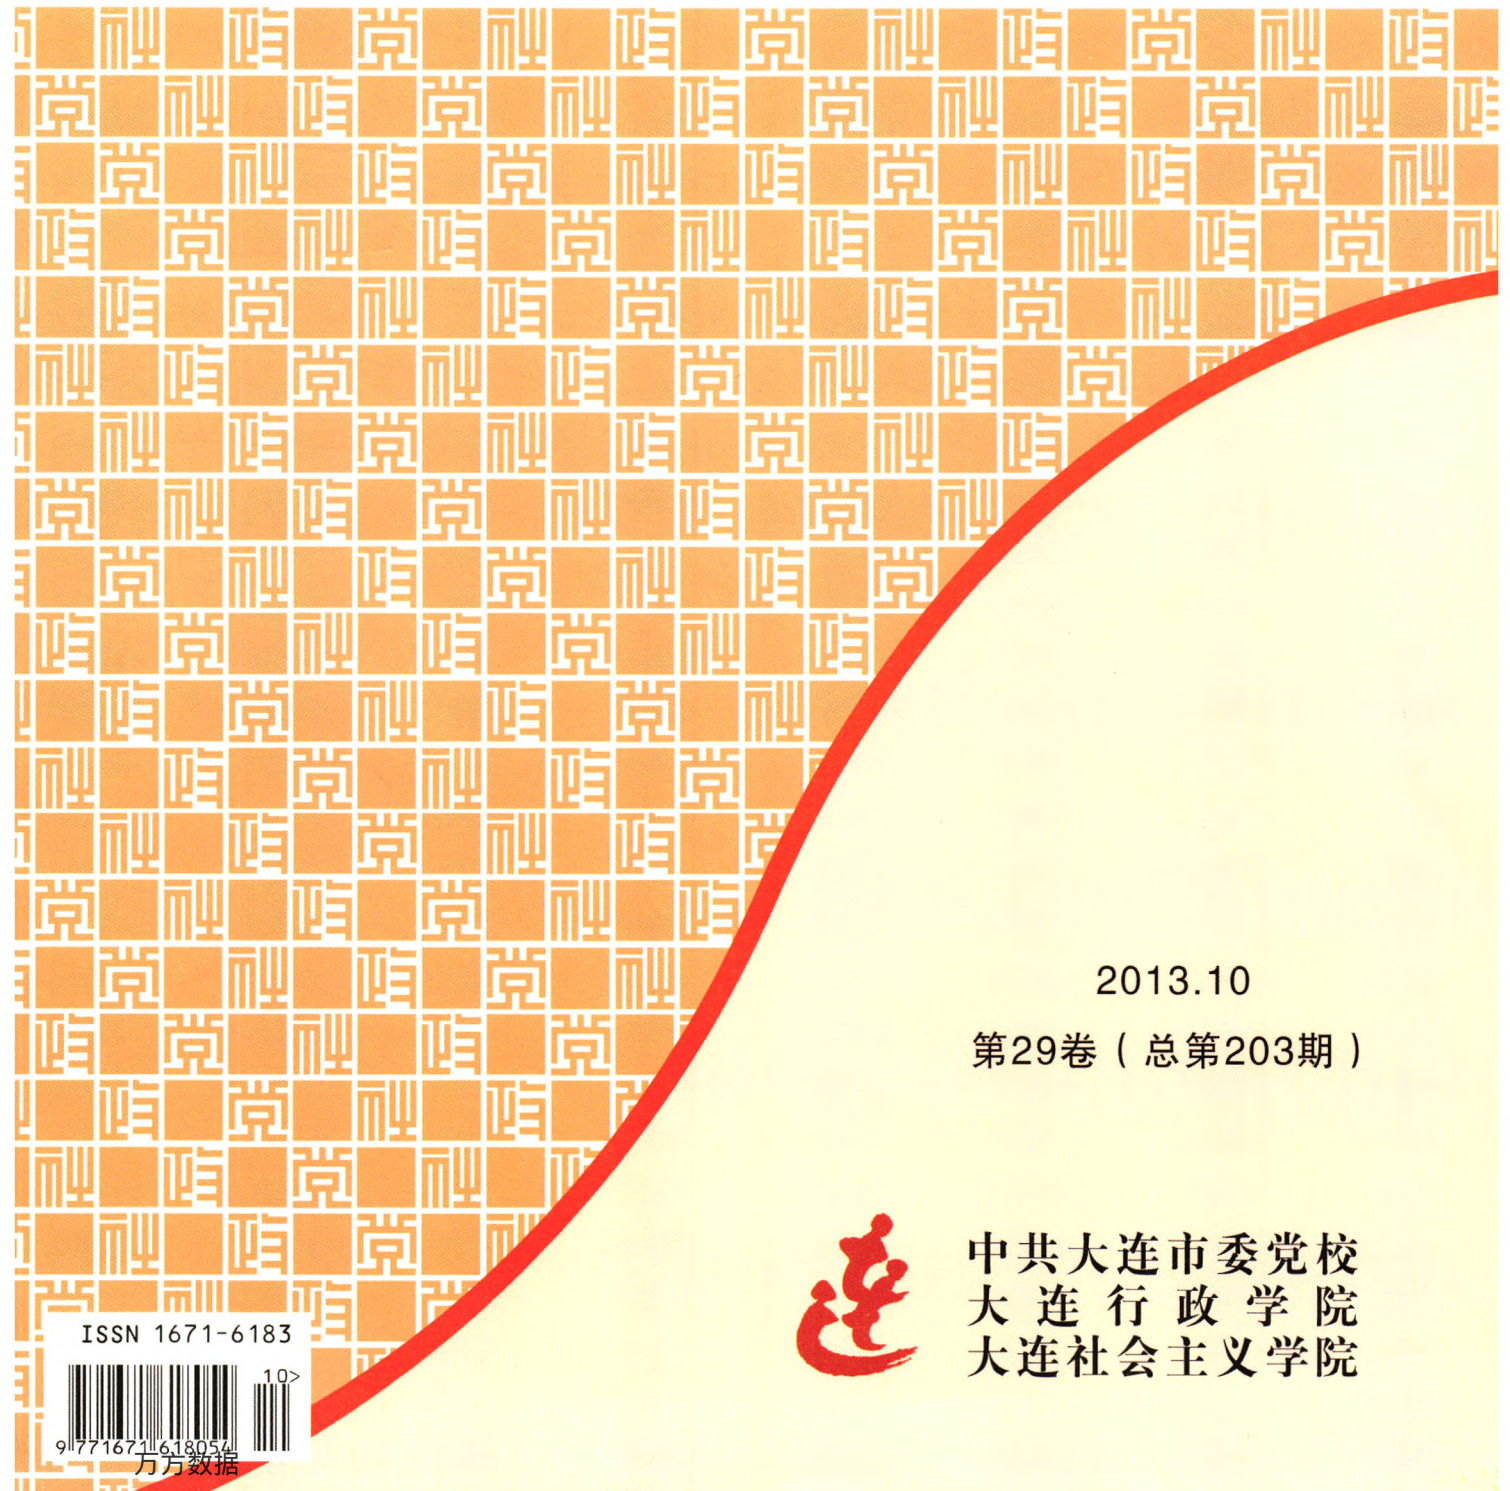 2013.10
第29卷（总第203期）
中共大连市委党校
大连行政学院
大连社会主义学院
ISSN 1671-6183
10>
9 771671 618054
万方数据